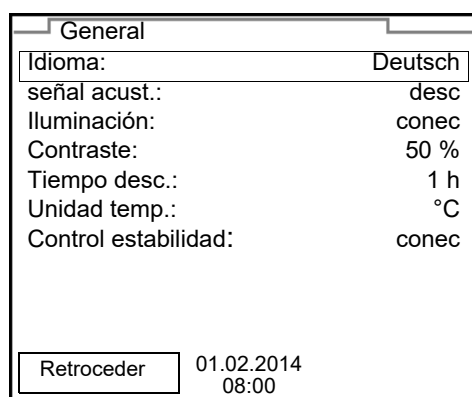 General
Idioma: Deutsch
señal acust.: desc
Iluminación: conec
Contraste: 50 %
Tiempo desc.: 1 h
Unidad temp.: °C
Control estabilidad: conec
Retroceder 01.02.2014
08:00